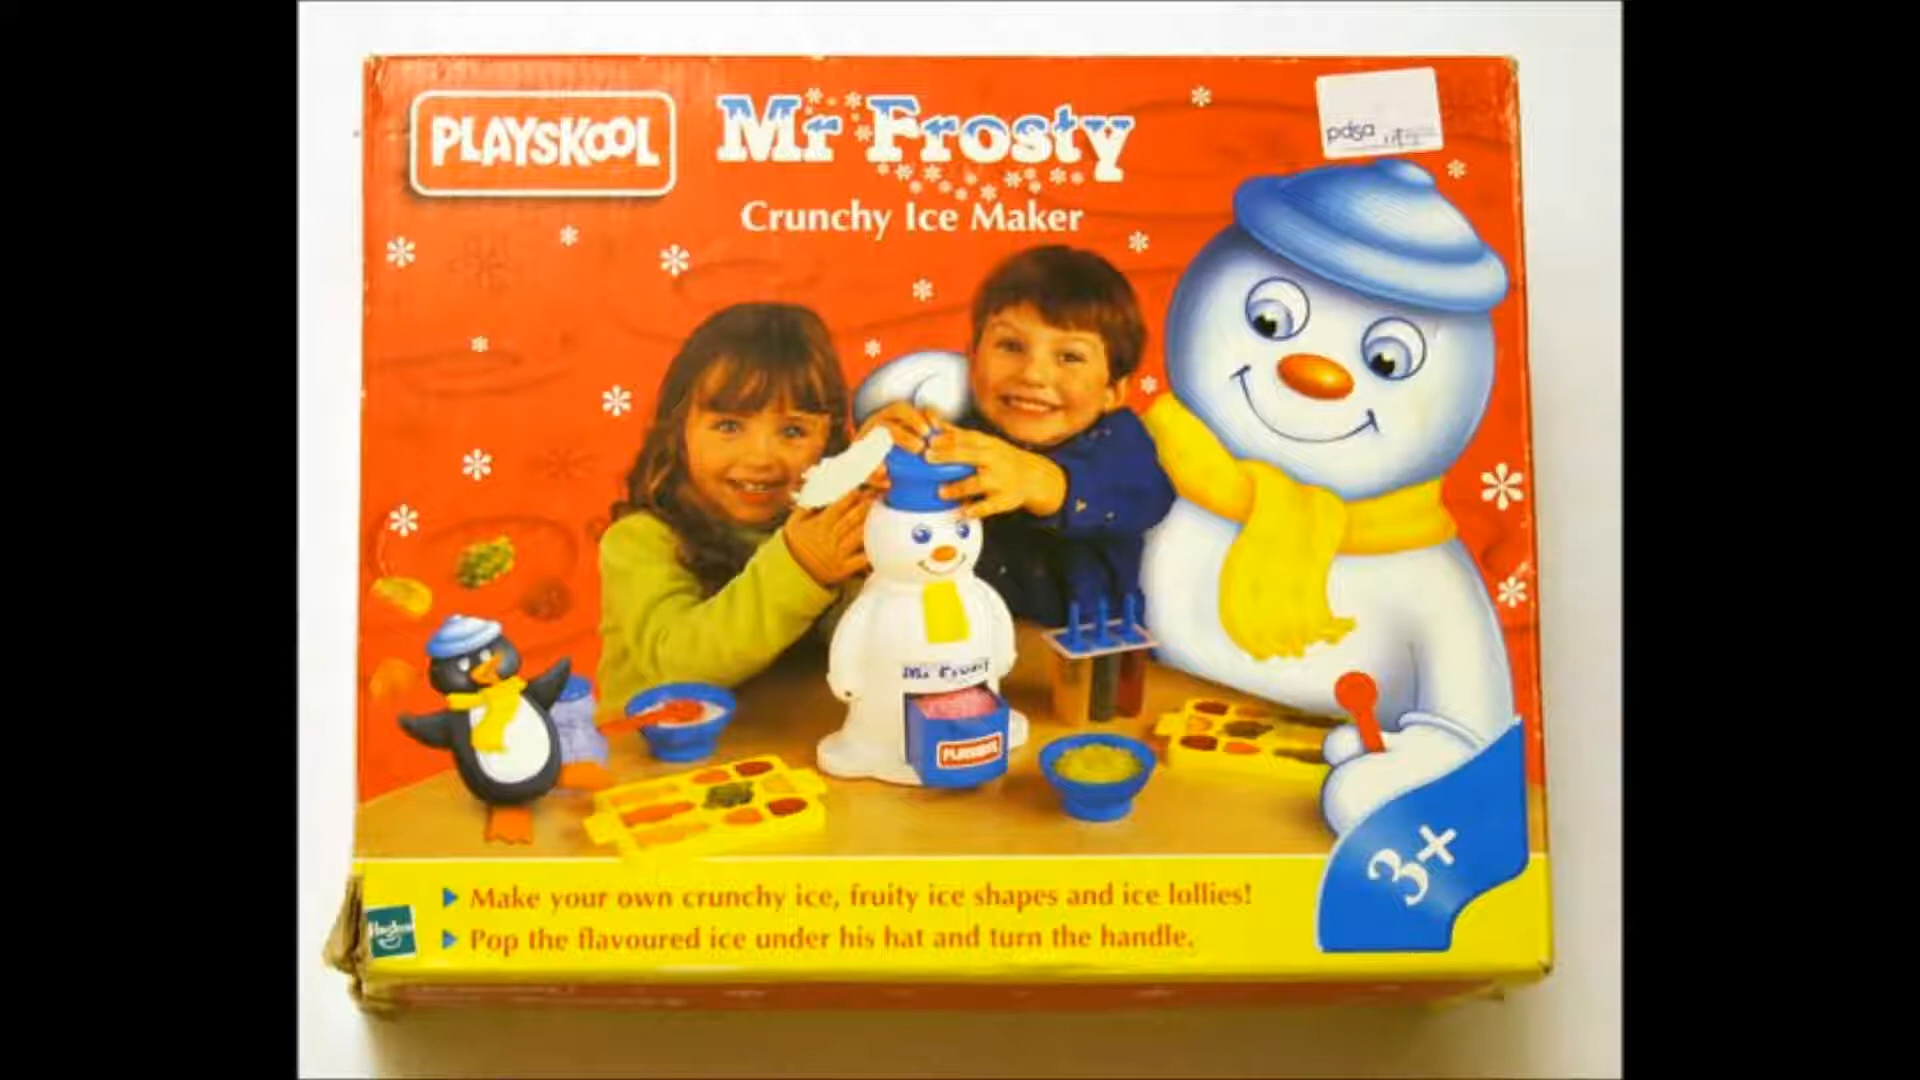 PLAYSKOOL
Mr Frosty
Crunchy Ice Maker
pdsa
Mr Frosty
PLAYSKOOL
3+
Make your own crunchy ice, fruity ice shapes and ice lollies!
Pop the flavoured ice under his hat and turn the handle.
Hasbro